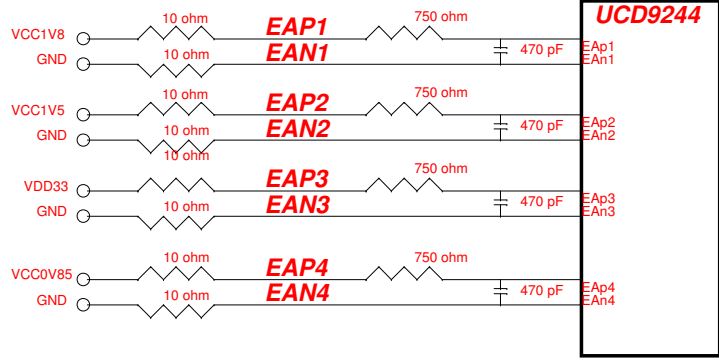 10 ohm 750 ohm UCD9244
VCC1V8 EAP1
GND EAN1 470 pF EAp1
10 ohm EAn1
10 ohm 750 ohm
VCC1V5 EAP2
GND EAN2 470 pF EAp2
EAn2
10 ohm 750 ohm
VDD33 EAP3
GND 10 ohm EAN3 470 pF EAp3
EAn3
10 ohm 750 ohm
VCC0V85 EAP4
GND 10 ohm EAN4 470 pF EAp4
EAn4